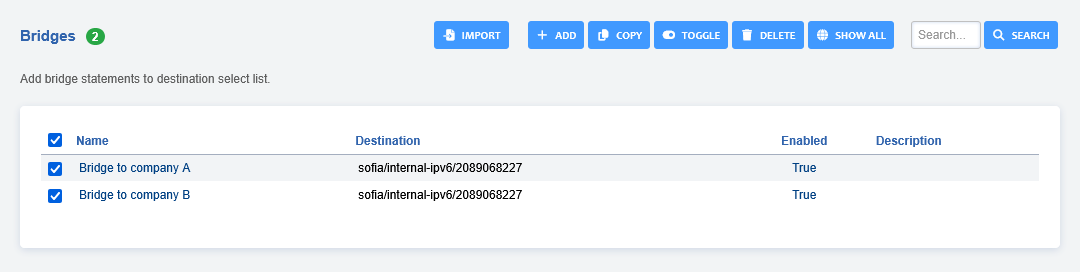 Bridges 2 IMPORT ADD COPY TOGGLE DELETE SHOW ALL Search... SEARCH
Add bridge statements to destination select list.
Name Destination Enabled Description
Bridge to company A sofia/internal-ipv6/2089068227 True
Bridge to company B sofia/internal-ipv6/2089068227 True